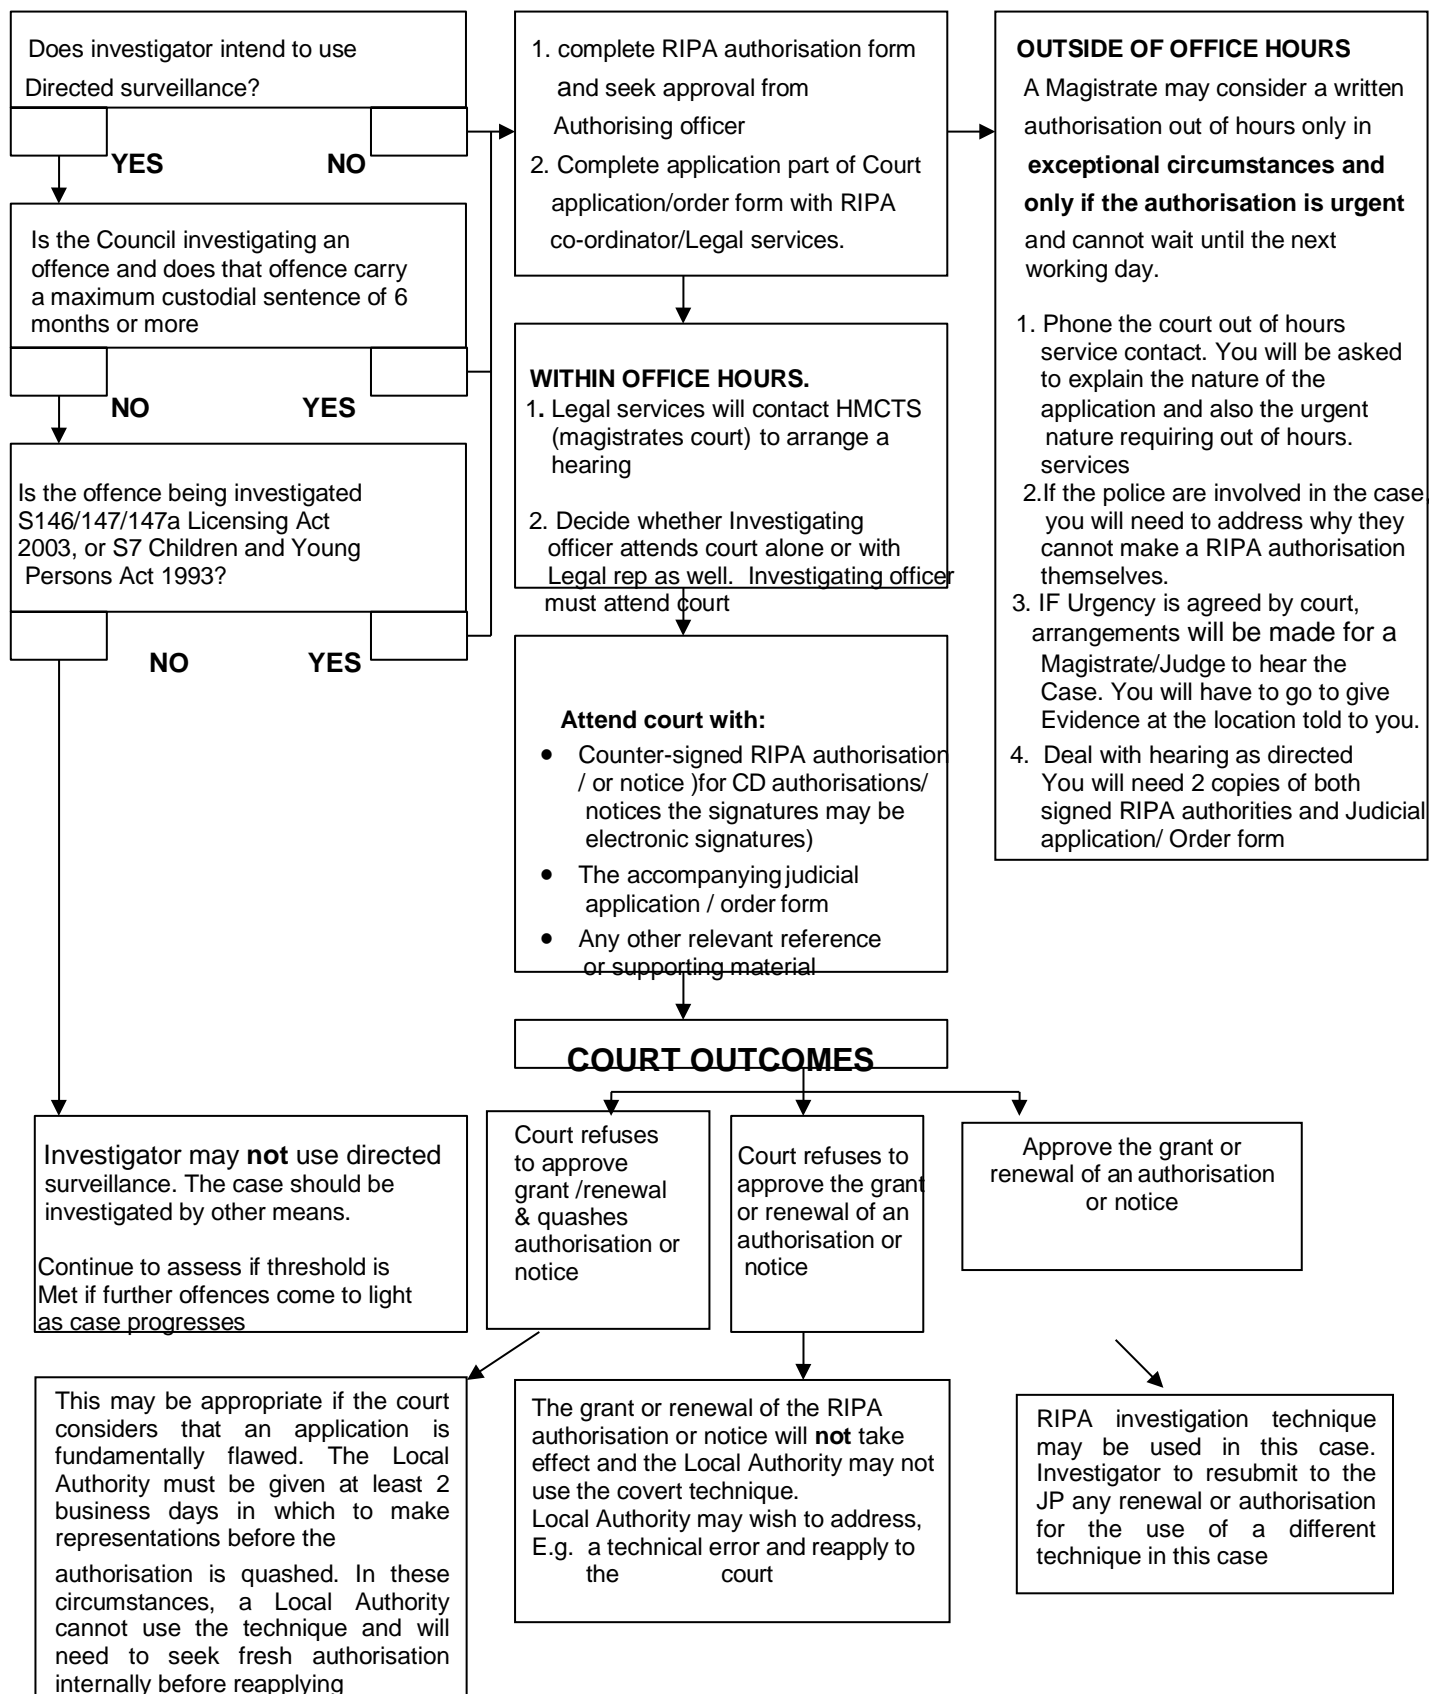 Does investigator intend to use
Directed surveillance?
YES NO
Is the Council investigating an
offence and does that offence carry
a maximum custodial sentence of 6
months or more
NO YES
Is the offence being investigated
S146/147/147a Licensing Act
2003, or S7 Children and Young
Persons Act 1993?
NO YES
1. complete RIPA authorisation form
and seek approval from
Authorising officer
2. Complete application part of Court
application/order form with RIPA
co-ordinator/Legal services.
WITHIN OFFICE HOURS.
1. Legal services will contact HMCTS
(magistrates court) to arrange a
hearing
2. Decide whether Investigating
officer attends court alone or with
Legal rep as well. Investigating officer
must attend court
Attend court with:
• Counter-signed RIPA authorisation
/ or notice )for CD authorisations/
notices the signatures may be
electronic signatures)
• The accompanying judicial
application / order form
• Any other relevant reference
or supporting material
OUTSIDE OF OFFICE HOURS
A Magistrate may consider a written
authorisation out of hours only in
exceptional circumstances and
only if the authorisation is urgent
and cannot wait until the next
working day.
1. Phone the court out of hours
service contact. You will be asked
to explain the nature of the
application and also the urgent
nature requiring out of hours.
services
2.If the police are involved in the case,
you will need to address why they
cannot make a RIPA authorisation
themselves.
3. IF Urgency is agreed by court,
arrangements will be made for a
Magistrate/Judge to hear the
Case. You will have to go to give
Evidence at the location told to you.
4. Deal with hearing as directed
You will need 2 copies of both
signed RIPA authorities and Judicial
application/ Order form
COURT OUTCOMES
Investigator may not use directed
surveillance. The case should be
investigated by other means.
Continue to assess if threshold is
Met if further offences come to light
as case progresses
Court refuses
to approve
grant /renewal
& quashes
authorisation or
notice
Court refuses to
approve the grant
or renewal of an
authorisation or
notice
Approve the grant or
renewal of an authorisation
or notice
This may be appropriate if the court
considers that an application is
fundamentally flawed. The Local
Authority must be given at least 2
business days in which to make
representations before the
authorisation is quashed. In these
circumstances, a Local Authority
cannot use the technique and will
need to seek fresh authorisation
internally before reapplying
The grant or renewal of the RIPA
authorisation or notice will not take
effect and the Local Authority may not
use the covert technique.
Local Authority may wish to address,
E.g. a technical error and reapply to
the court
RIPA investigation technique
may be used in this case.
Investigator to resubmit to the
JP any renewal or authorisation
for the use of a different
technique in this case